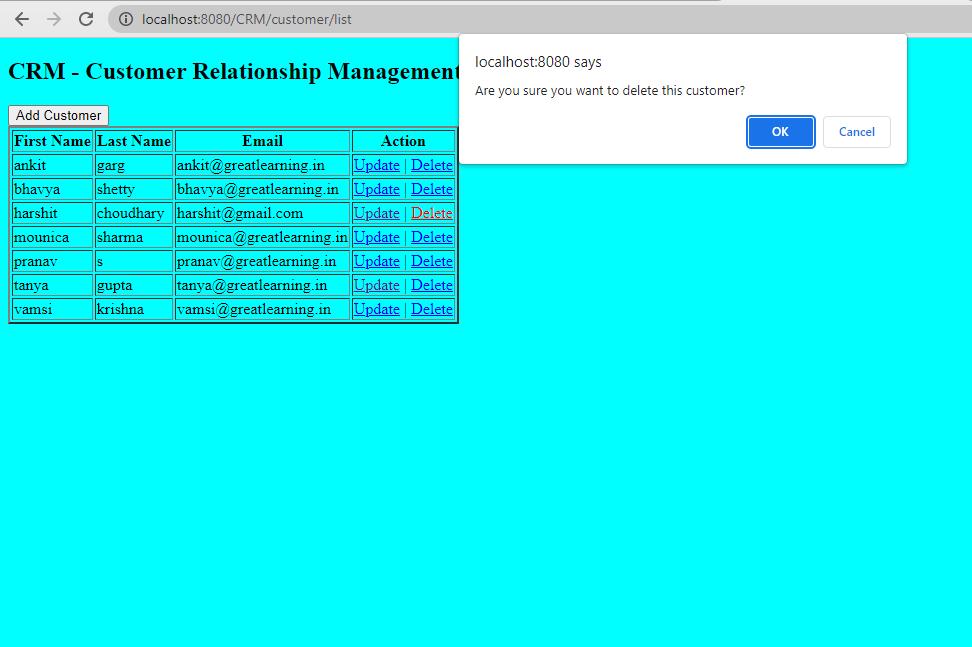 localhost:8080/CRM/customer/list
localhost:8080 says
Are you sure you want to delete this customer?
OK Cancel
CRM - Customer Relationship Management
Add Customer
First Name Last Name Email Action
ankit garg ankit@greatlearning.in Update | Delete
bhavya shetty bhavya@greatlearning.in Update | Delete
harshit choudhary harshit@gmail.com Update | Delete
mounica sharma mounica@greatlearning.in Update | Delete
pranav s pranav@greatlearning.in Update | Delete
tanya gupta tanya@greatlearning.in Update | Delete
vamsi krishna vamsi@greatlearning.in Update | Delete